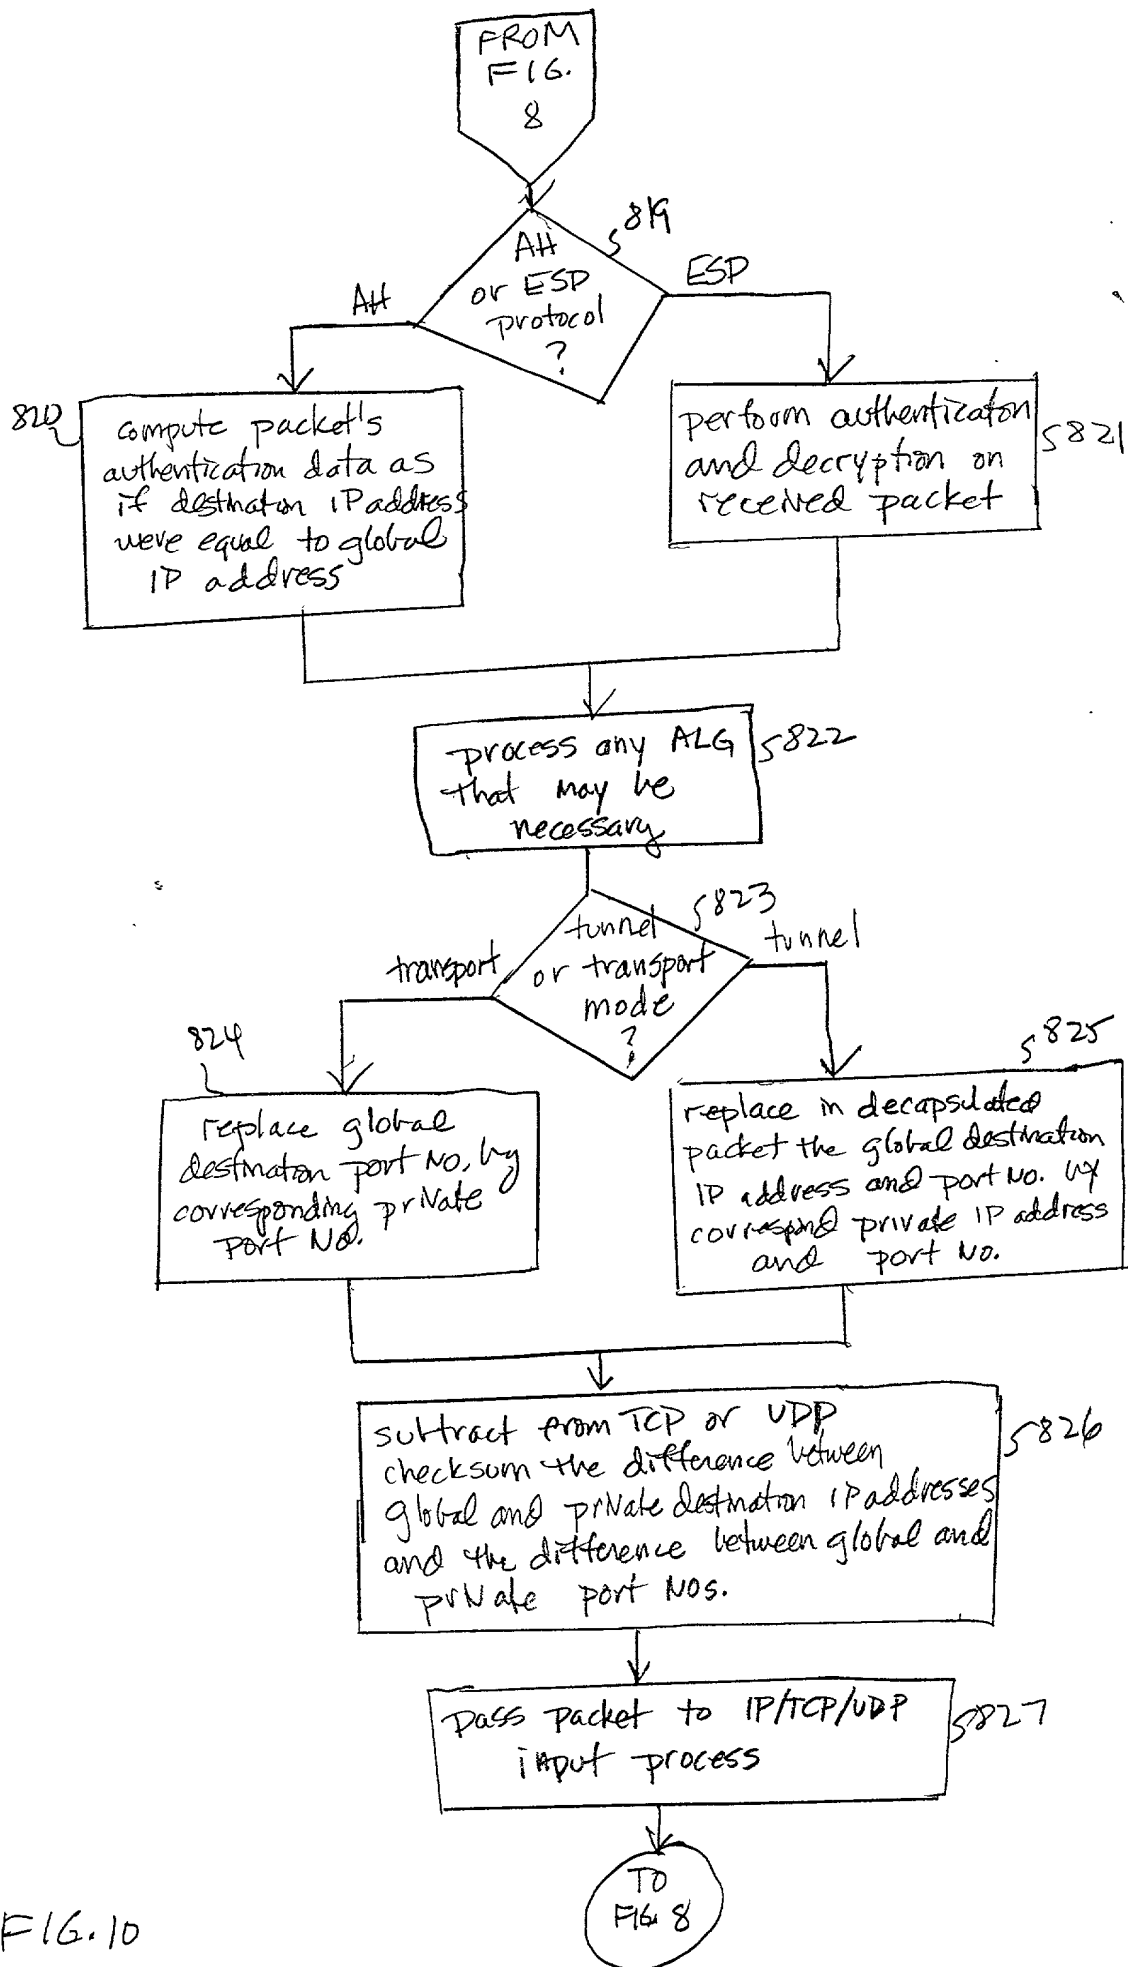 FROM
FIG.
8
819
AH
or ESP
protocol
?
AH
ESP
820
compute packet's
authentication data as
if destination IP address
were equal to global
IP address
perform authenticaton
and decryption on
received packet
821
process any ALG
that may be
necessary
822
823
tunnel
or transport
mode
?
transport
tunnel
824
replace global
destination port No. by
corresponding private
port No.
825
replace in decapsulated
packet the global destination
IP address and port No. by
correspond private IP address
and port No.
subtract from TCP or UDP
checksum the difference between
global and private destination IP addresses
and the difference between global and
private port Nos.
826
pass packet to IP/TCP/UDP
input process
827
TO
FIG. 8
FIG. 10